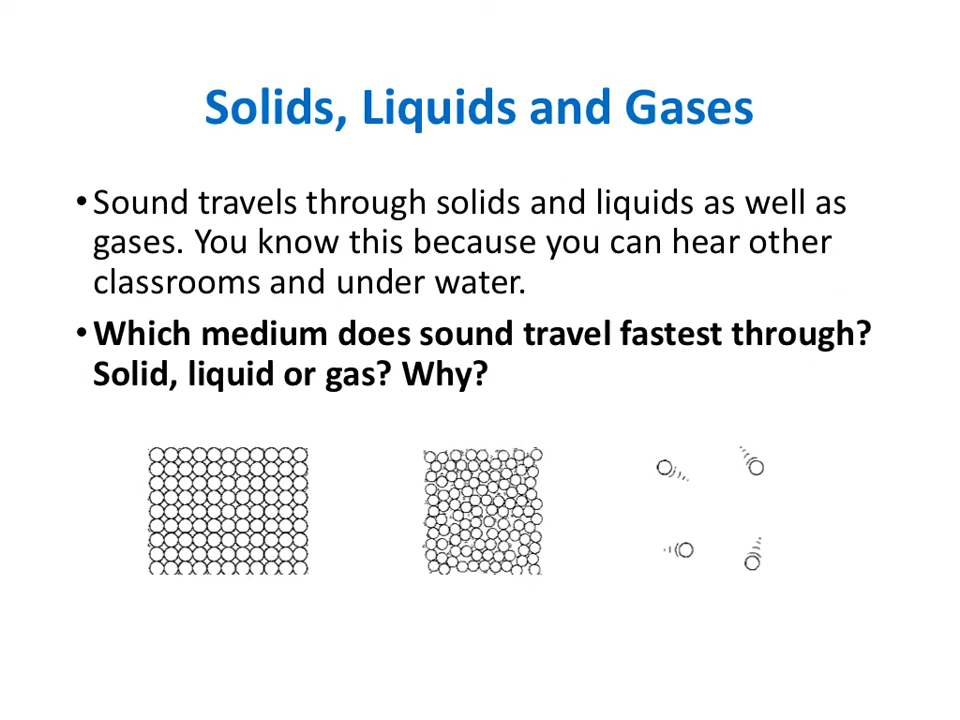 Solids, Liquids and Gases
•Sound travels through solids and liquids as well as
gases. You know this because you can hear other
classrooms and under water.
•Which medium does sound travel fastest through?
Solid, liquid or gas? Why?